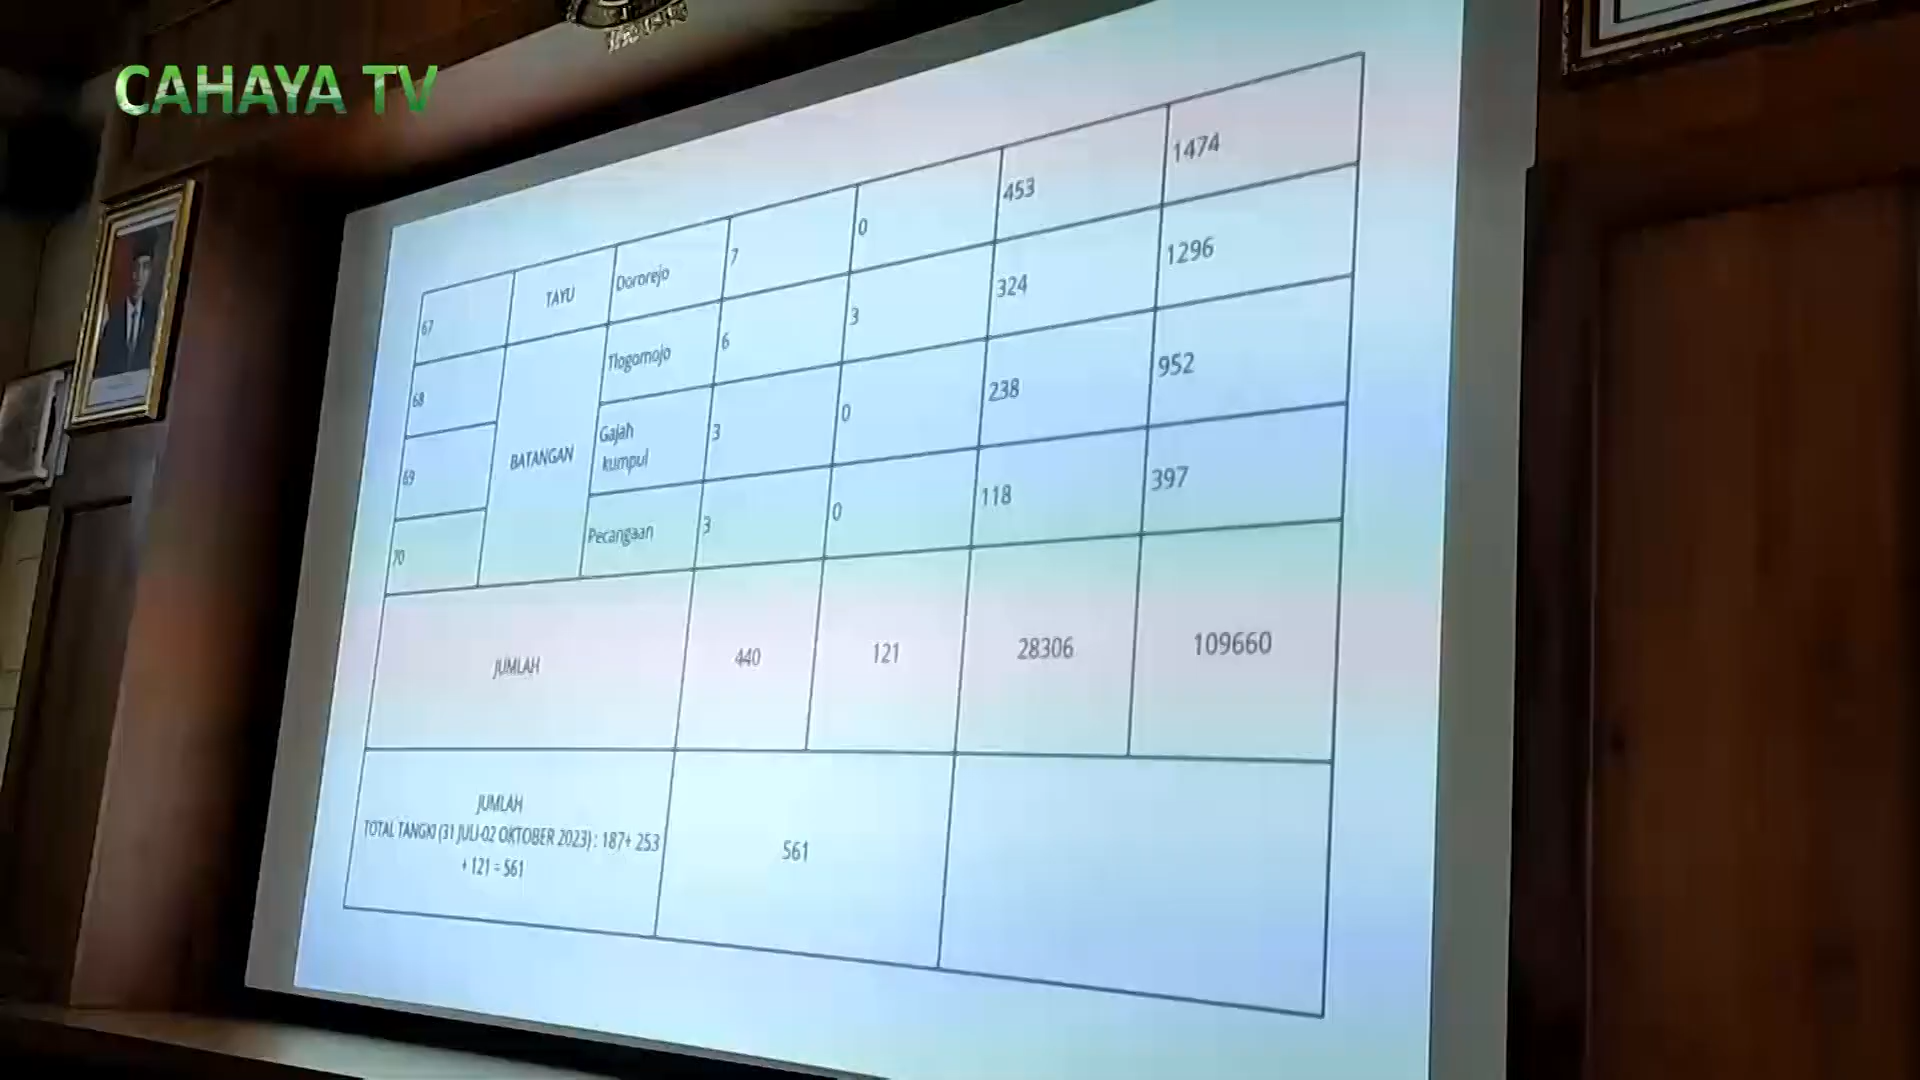 CAHAYA TV
67 TAYU Dororejo 7 0 453 1474
68 BATANGAN Tlogomojo 6 3 324 1296
69 Gajah kumpul 3 0 238 952
70 Pecangaan 3 0 118 397
JUMLAH 440 121 28306 109660
JUMLAH
TOTAL TANGKI (31 JULI-02 OKTOBER 2023) : 187+ 253
+ 121 = 561
561